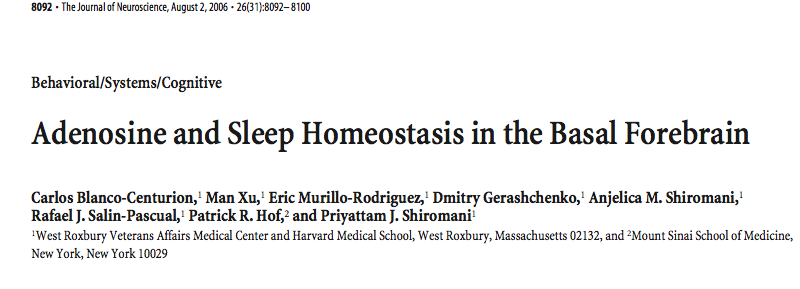 8092 • The Journal of Neuroscience, August 2, 2006 • 26(31):8092–8100
Behavioral/Systems/Cognitive
Adenosine and Sleep Homeostasis in the Basal Forebrain
Carlos Blanco-Centurion,1 Man Xu,1 Eric Murillo-Rodriguez,1 Dmitry Gerashchenko,1 Anjelica M. Shiromani,1
Rafael J. Salin-Pascual,1 Patrick R. Hof,2 and Priyattam J. Shiromani1
1West Roxbury Veterans Affairs Medical Center and Harvard Medical School, West Roxbury, Massachusetts 02132, and 2Mount Sinai School of Medicine,
New York, New York 10029